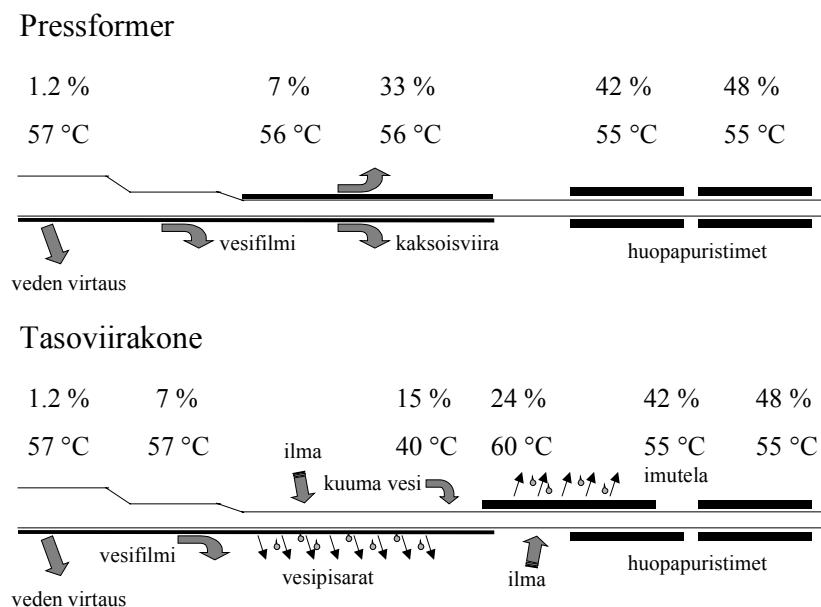 Pressformer
1.2 % 7 % 33 % 42 % 48 %
57 °C 56 °C 56 °C 55 °C 55 °C
vesifilmi kaksoisviira huopapuristimet
veden virtaus
Tasoviirakone
1.2 % 7 % 15 % 24 % 42 % 48 %
57 °C 57 °C ilma 40 °C 60 °C 55 °C 55 °C
kuuma vesi imutela
vesifilmi vesipisarat ilma huopapuristimet
veden virtaus